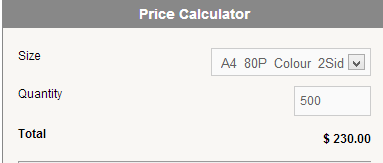 Price Calculator
Size A4 80P Colour 2Sid
Quantity 500
Total $ 230.00